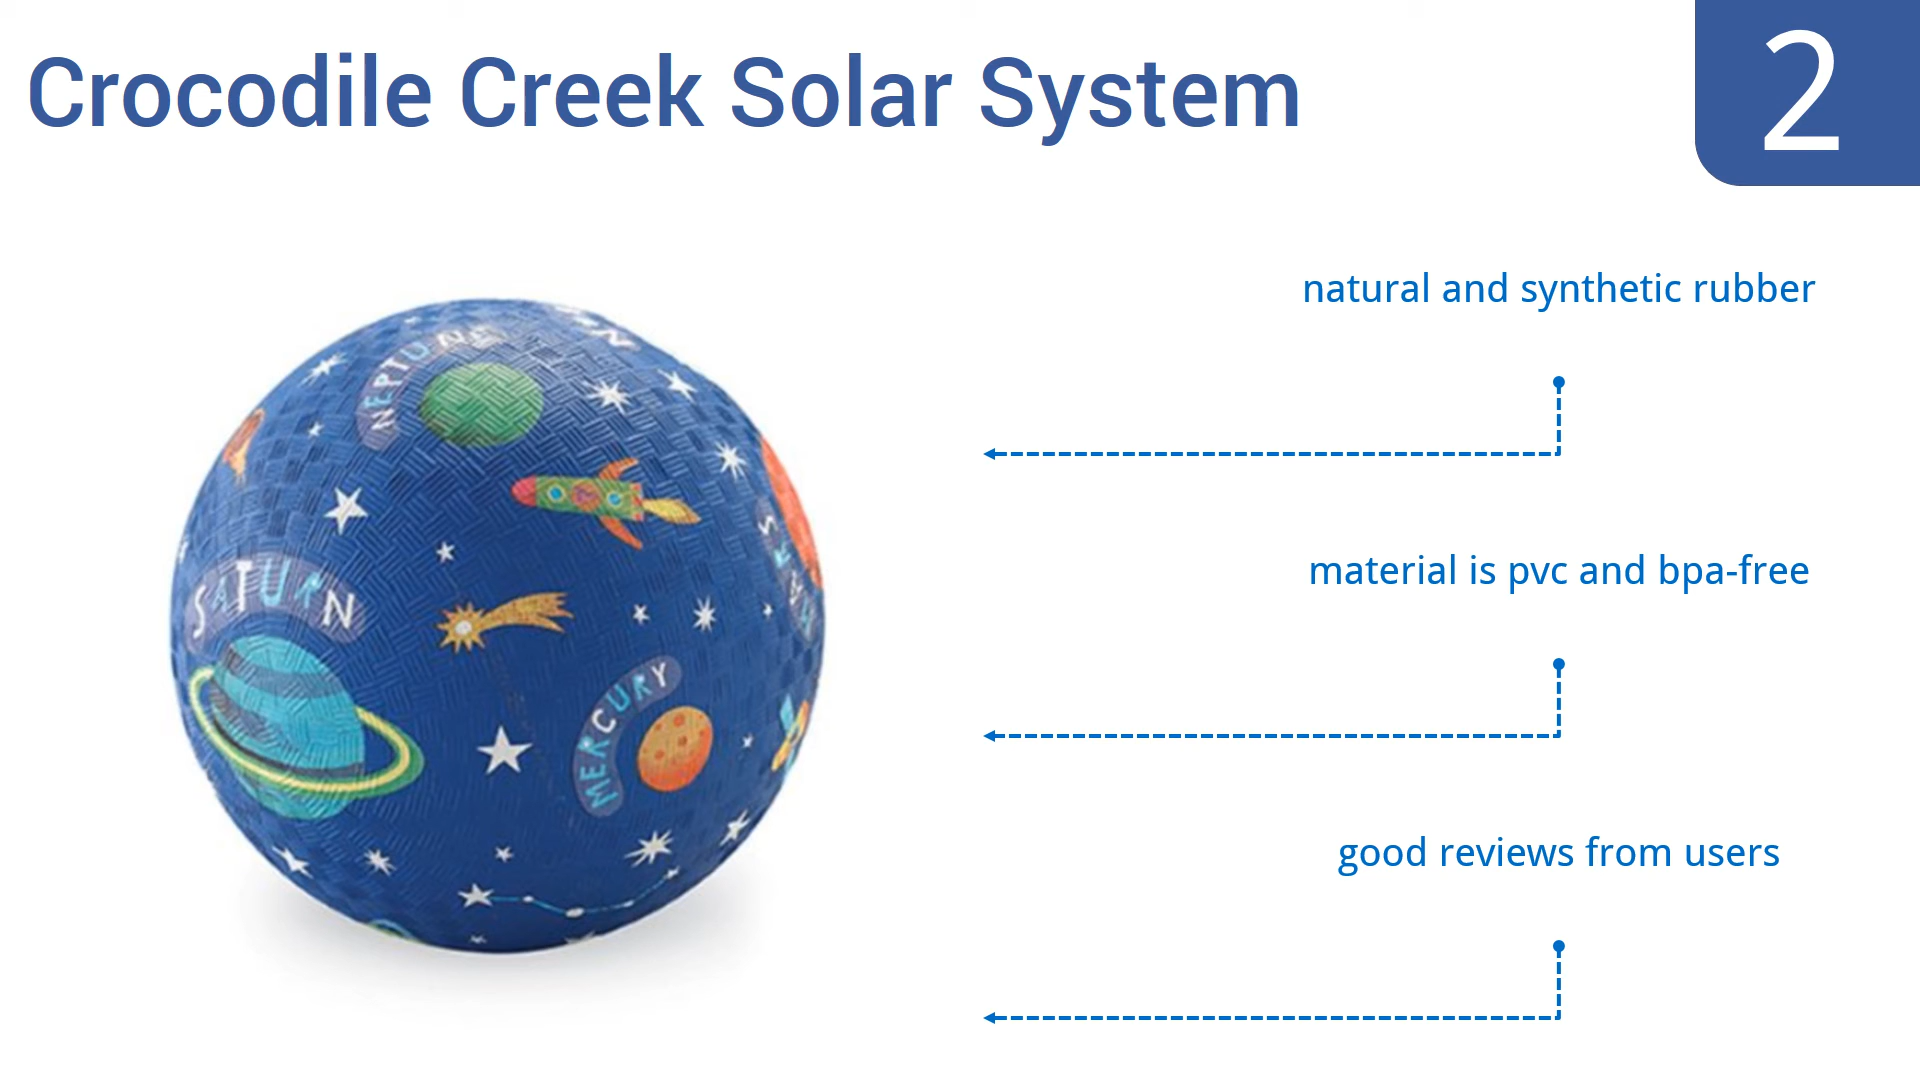 Crocodile Creek Solar System
2
natural and synthetic rubber
material is pvc and bpa-free
good reviews from users
NEPTUNE
SATURN
MERCURY